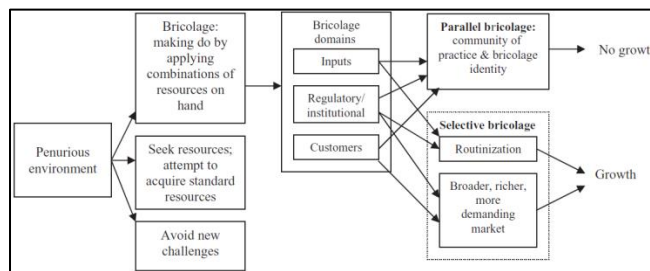 Bricolage:
making do by
applying
combinations of
resources on
hand
Bricolage
domains
Inputs
Regulatory/
institutional
Customers
Parallel bricolage:
community of
practice & bricolage
identity
No growt
Penurious
environment
Seek resources;
attempt to
acquire standard
resources
Avoid new
challenges
Selective bricolage
Routinization
Broader, richer,
more
demanding
market
Growth